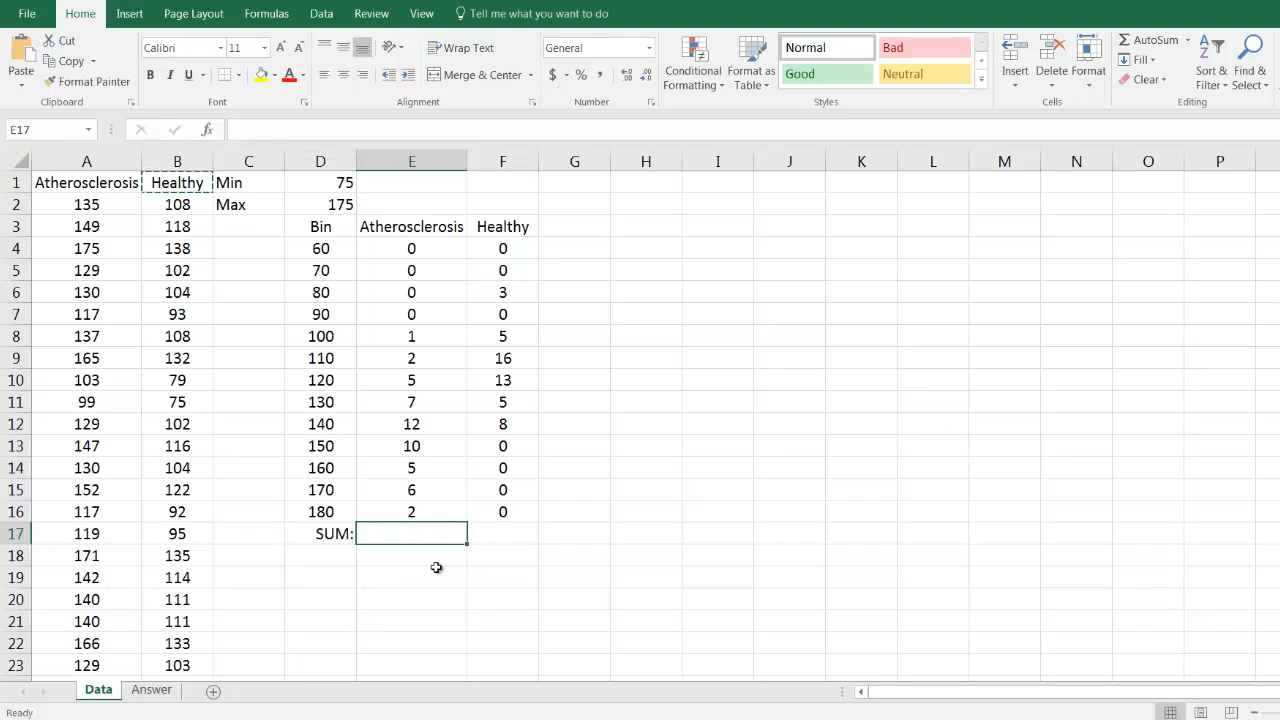 File Home Insert Page Layout Formulas Data Review View Tell me what you want to do
Paste Cut Copy Format Painter
Clipboard
Calibri 11 A A
B I U A
Font
Wrap Text
Merge & Center
Alignment
General
$ % ,
Number
Conditional Formatting
Format as Table
Normal Bad
Good Neutral
Styles
Insert Delete Format
Cells
AutoSum
Fill
Clear
Sort & Filter
Find & Select
Editing
E17 fx
A B C D E F G H I J K L M N O P
1 Atherosclerosis Healthy Min 75
2 135 108 Max 175
3 149 118 Bin Atherosclerosis Healthy
4 175 138 60 0 0
5 129 102 70 0 0
6 130 104 80 0 3
7 117 93 90 0 0
8 137 108 100 1 5
9 165 132 110 2 16
10 103 79 120 5 13
11 99 75 130 7 5
12 129 102 140 12 8
13 147 116 150 10 0
14 130 104 160 5 0
15 152 122 170 6 0
16 117 92 180 2 0
17 119 95 SUM:
18 171 135
19 142 114
20 140 111
21 140 111
22 166 133
23 129 103
Data Answer
Ready